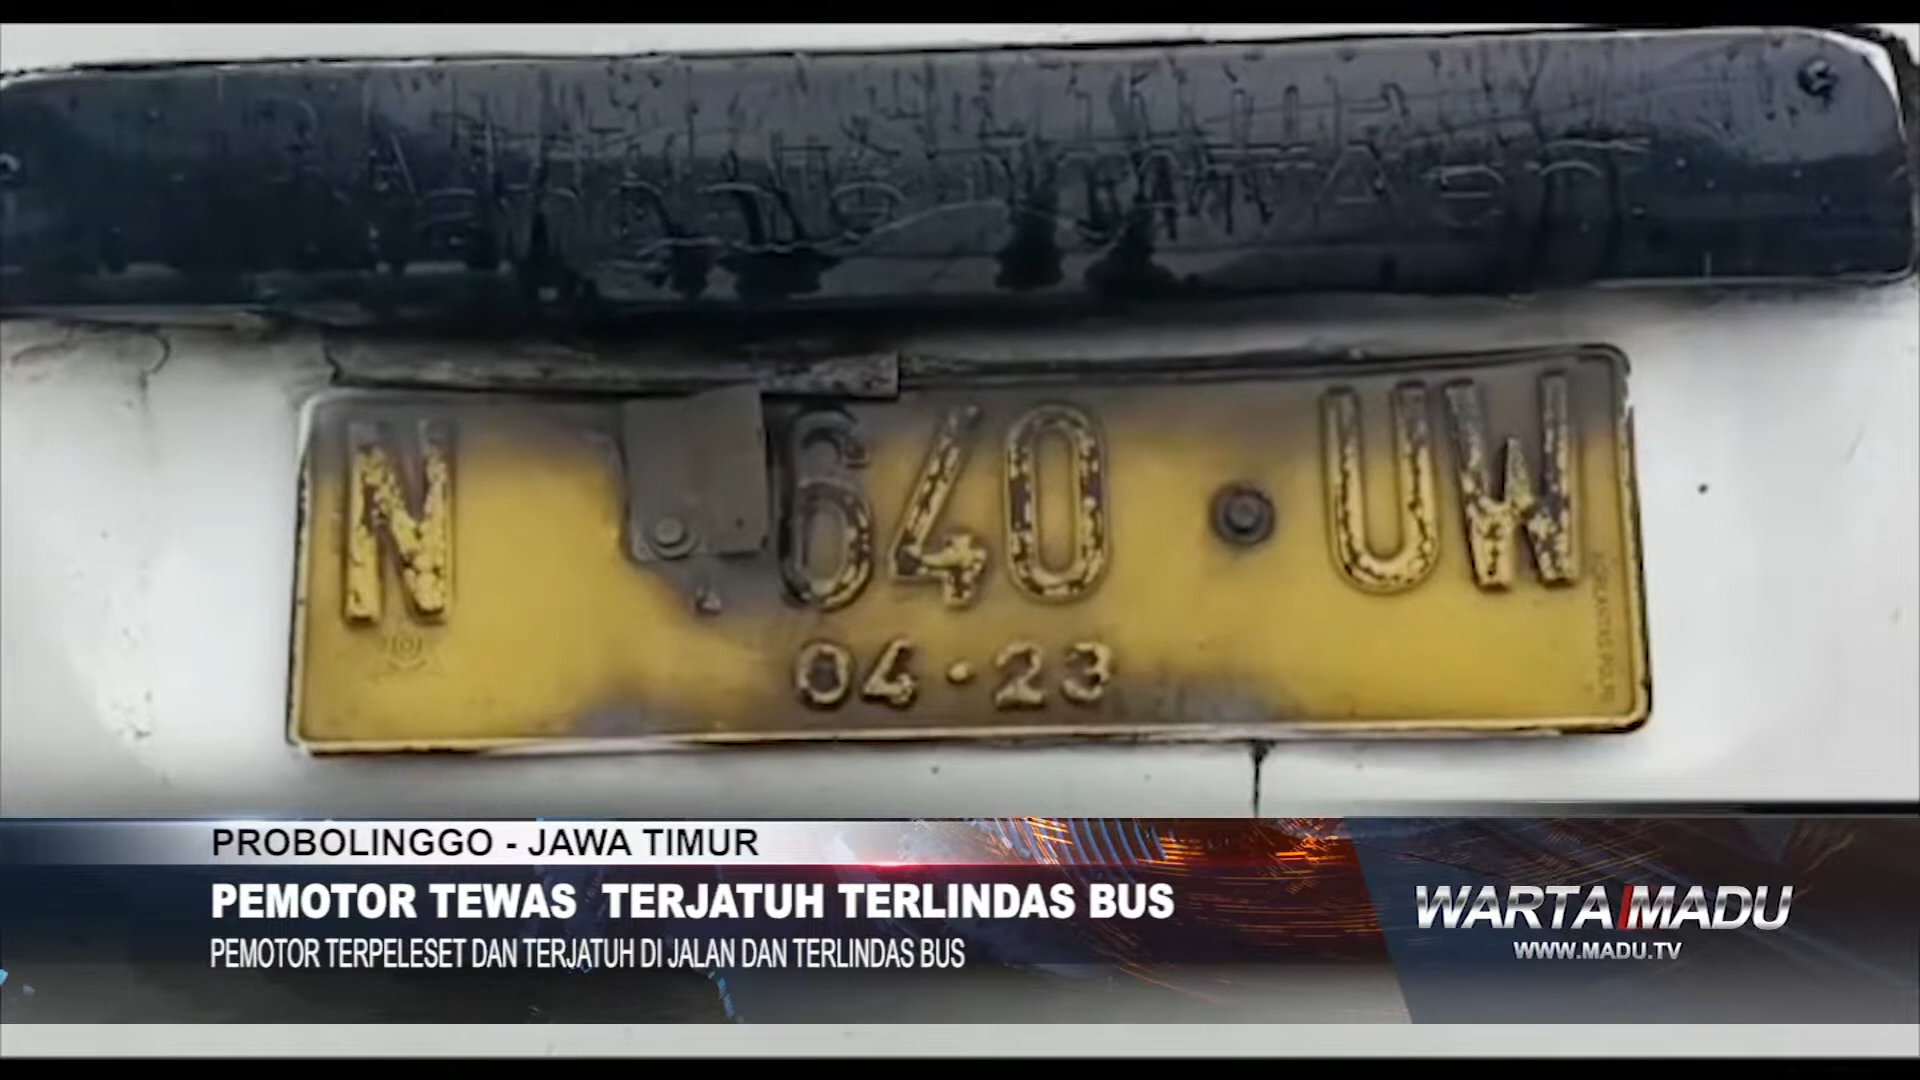 N 640 UW
04 · 23
PROBOLINGGO - JAWA TIMUR
PEMOTOR TEWAS TERJATUH TERLINDAS BUS
PEMOTOR TERPELESET DAN TERJATUH DI JALAN DAN TERLINDAS BUS
WARTA/MADU
WWW.MADU.TV